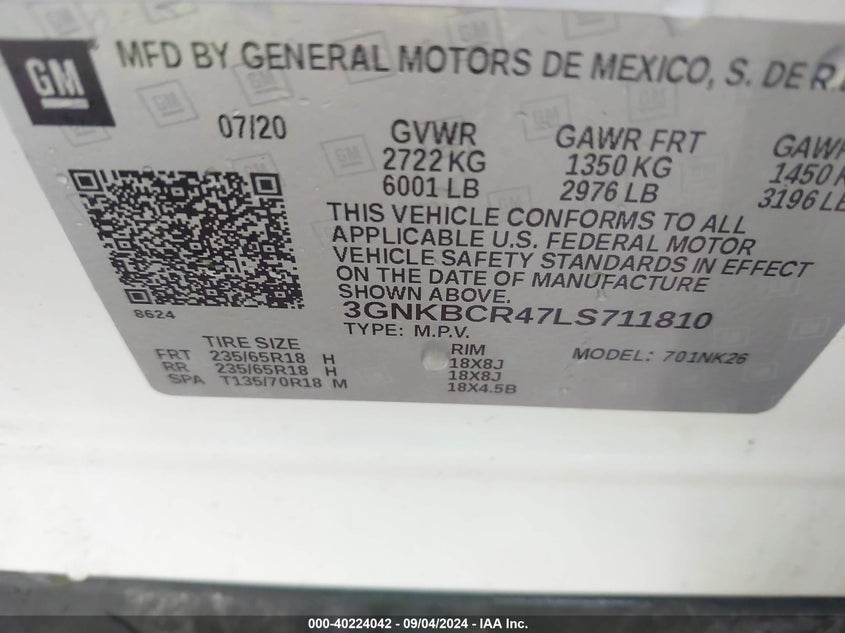 GM
MFD BY GENERAL MOTORS DE MEXICO, S. DE R.
07/20
GVWR
2722 KG
6001 LB
GAWR FRT
1350 KG
2976 LB
GAWR
1450 K
3196 LB
THIS VEHICLE CONFORMS TO ALL
APPLICABLE U.S. FEDERAL MOTOR
VEHICLE SAFETY STANDARDS IN EFFECT
ON THE DATE OF MANUFACTURE
SHOWN ABOVE.
8624
3GNKBCR47LS711810
TYPE: M.P.V.
MODEL: 701NK26
TIRE SIZE RIM
FRT 235/65R18 H 18X8J
RR 235/65R18 H 18X8J
SPA T135/70R18 M 18X4.5B
000-40224042 - 09/04/2024 - IAA Inc.